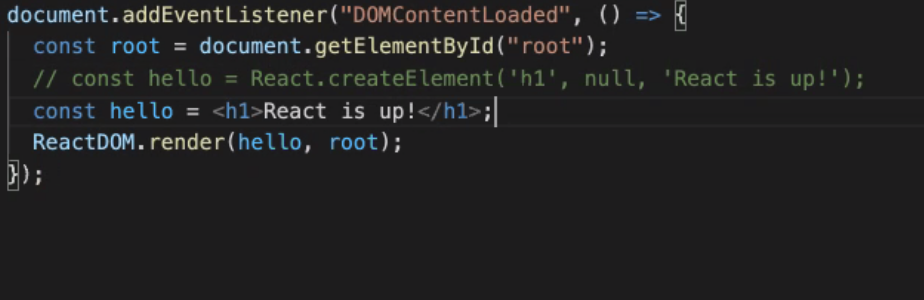 document.addEventListener("DOMContentLoaded", () => {
  const root = document.getElementById("root");
  // const hello = React.createElement('h1', null, 'React is up!');
  const hello = <h1>React is up!</h1>;
  ReactDOM.render(hello, root);
});